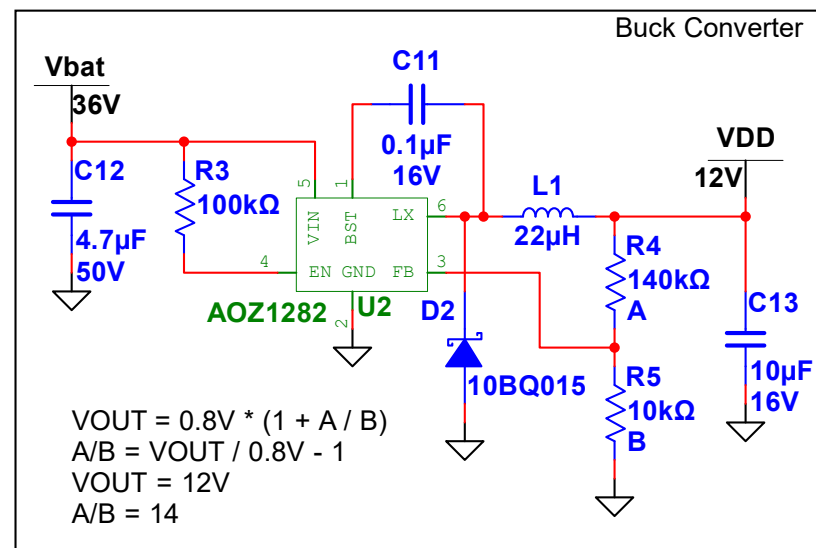 Buck Converter
Vbat
36V
C11
0.1µF
16V
VDD
12V
C12
4.7µF
50V
R3
100kΩ
5
1
VIN
BST
LX
6
L1
22µH
4
EN
GND
FB
3
2
AOZ1282
U2
D2
10BQ015
R4
140kΩ
A
R5
10kΩ
B
C13
10µF
16V
VOUT = 0.8V * (1 + A / B)
A/B = VOUT / 0.8V - 1
VOUT = 12V
A/B = 14